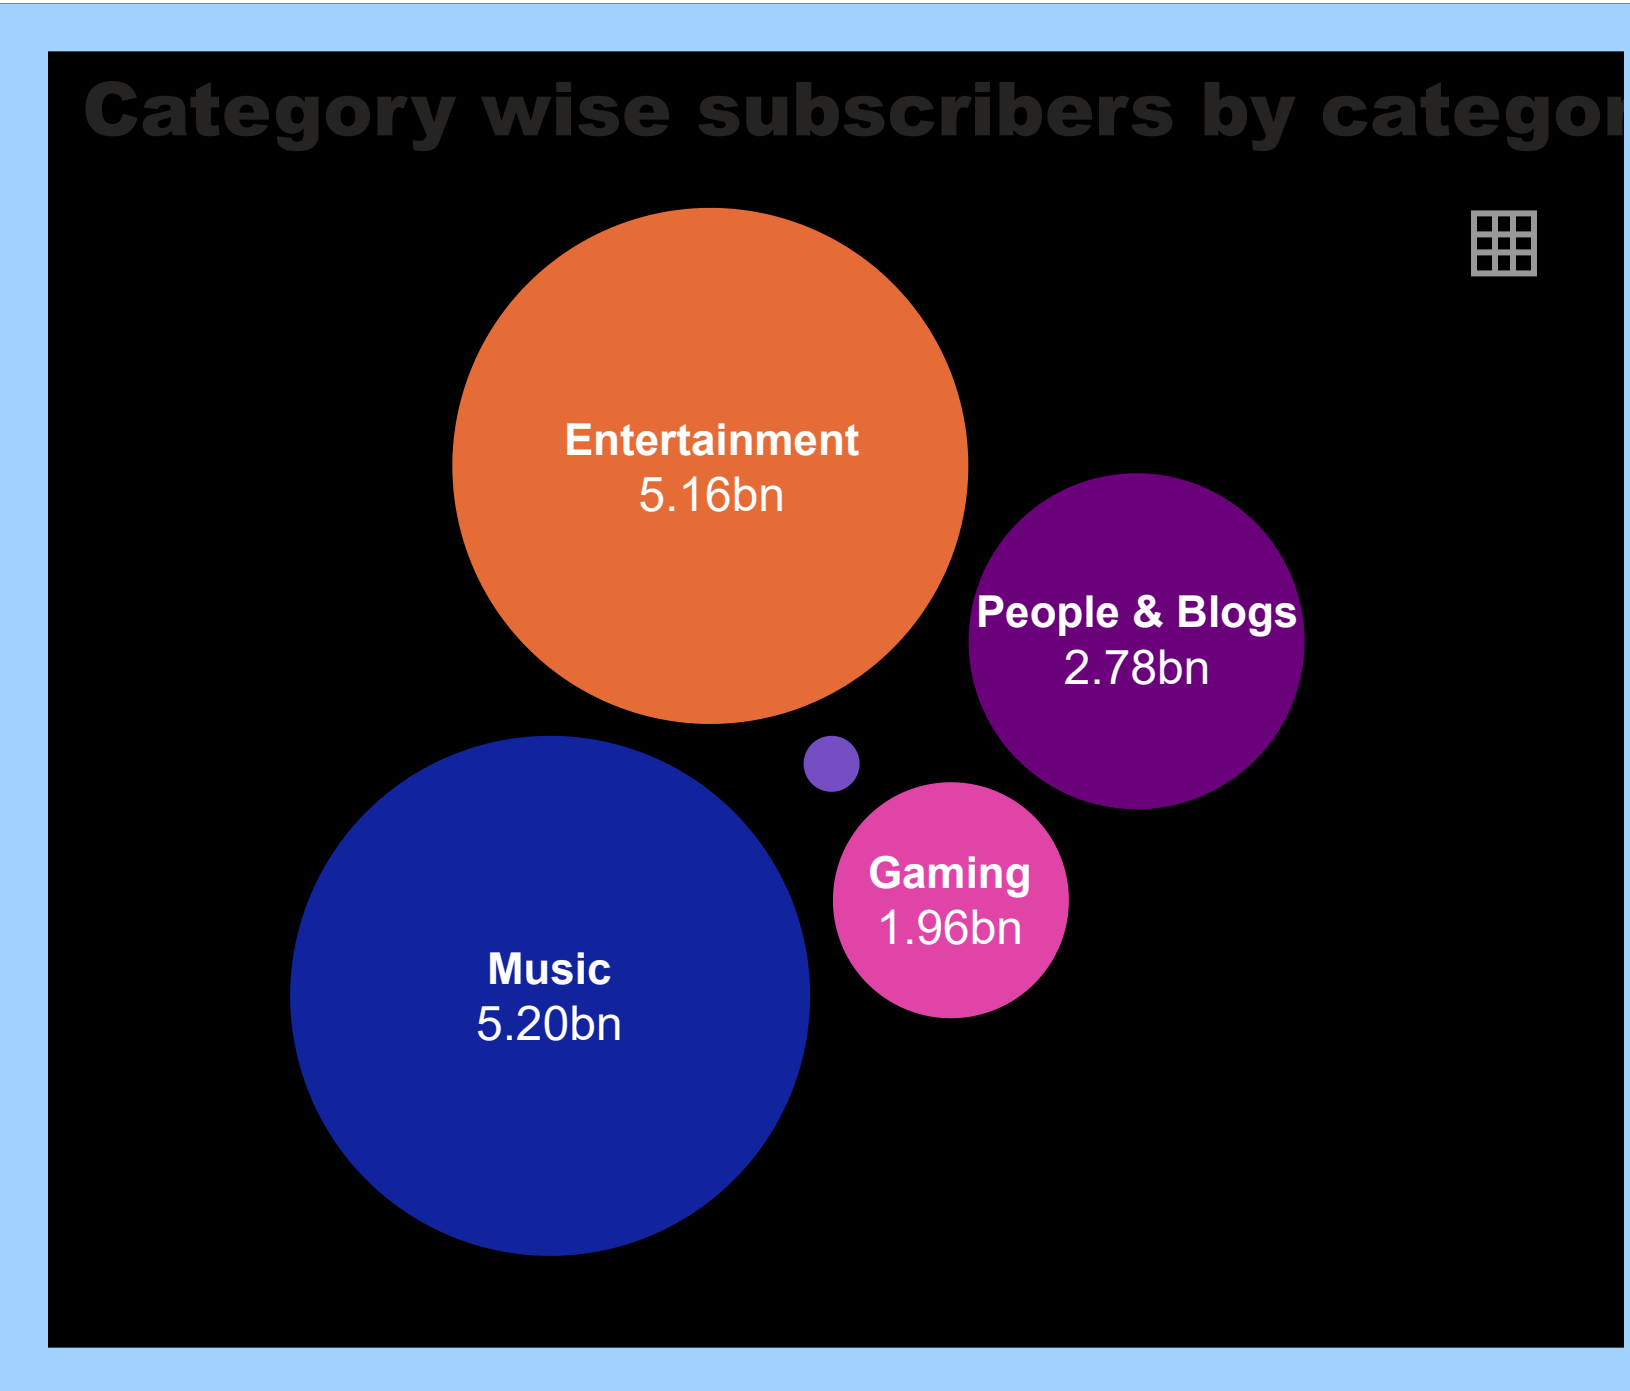 Category wise subscribers by categor
Entertainment
5.16bn
People & Blogs
2.78bn
Gaming
1.96bn
Music
5.20bn